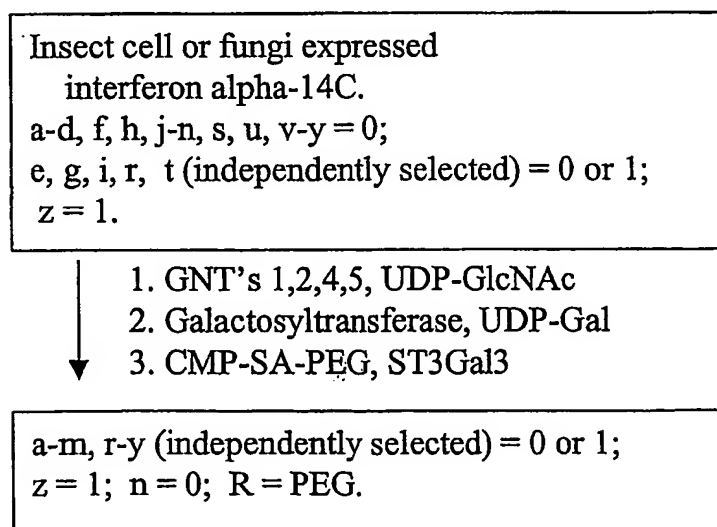 Insect cell or fungi expressed
interferon alpha-14C.
a-d, f, h, j-n, s, u, v-y = 0;
e, g, i, r, t (independently selected) = 0 or 1;
z = 1.
1. GNT's 1,2,4,5, UDP-GlcNAc
2. Galactosyltransferase, UDP-Gal
3. CMP-SA-PEG, ST3Gal3
a-m, r-y (independently selected) = 0 or 1;
z = 1; n = 0; R = PEG.